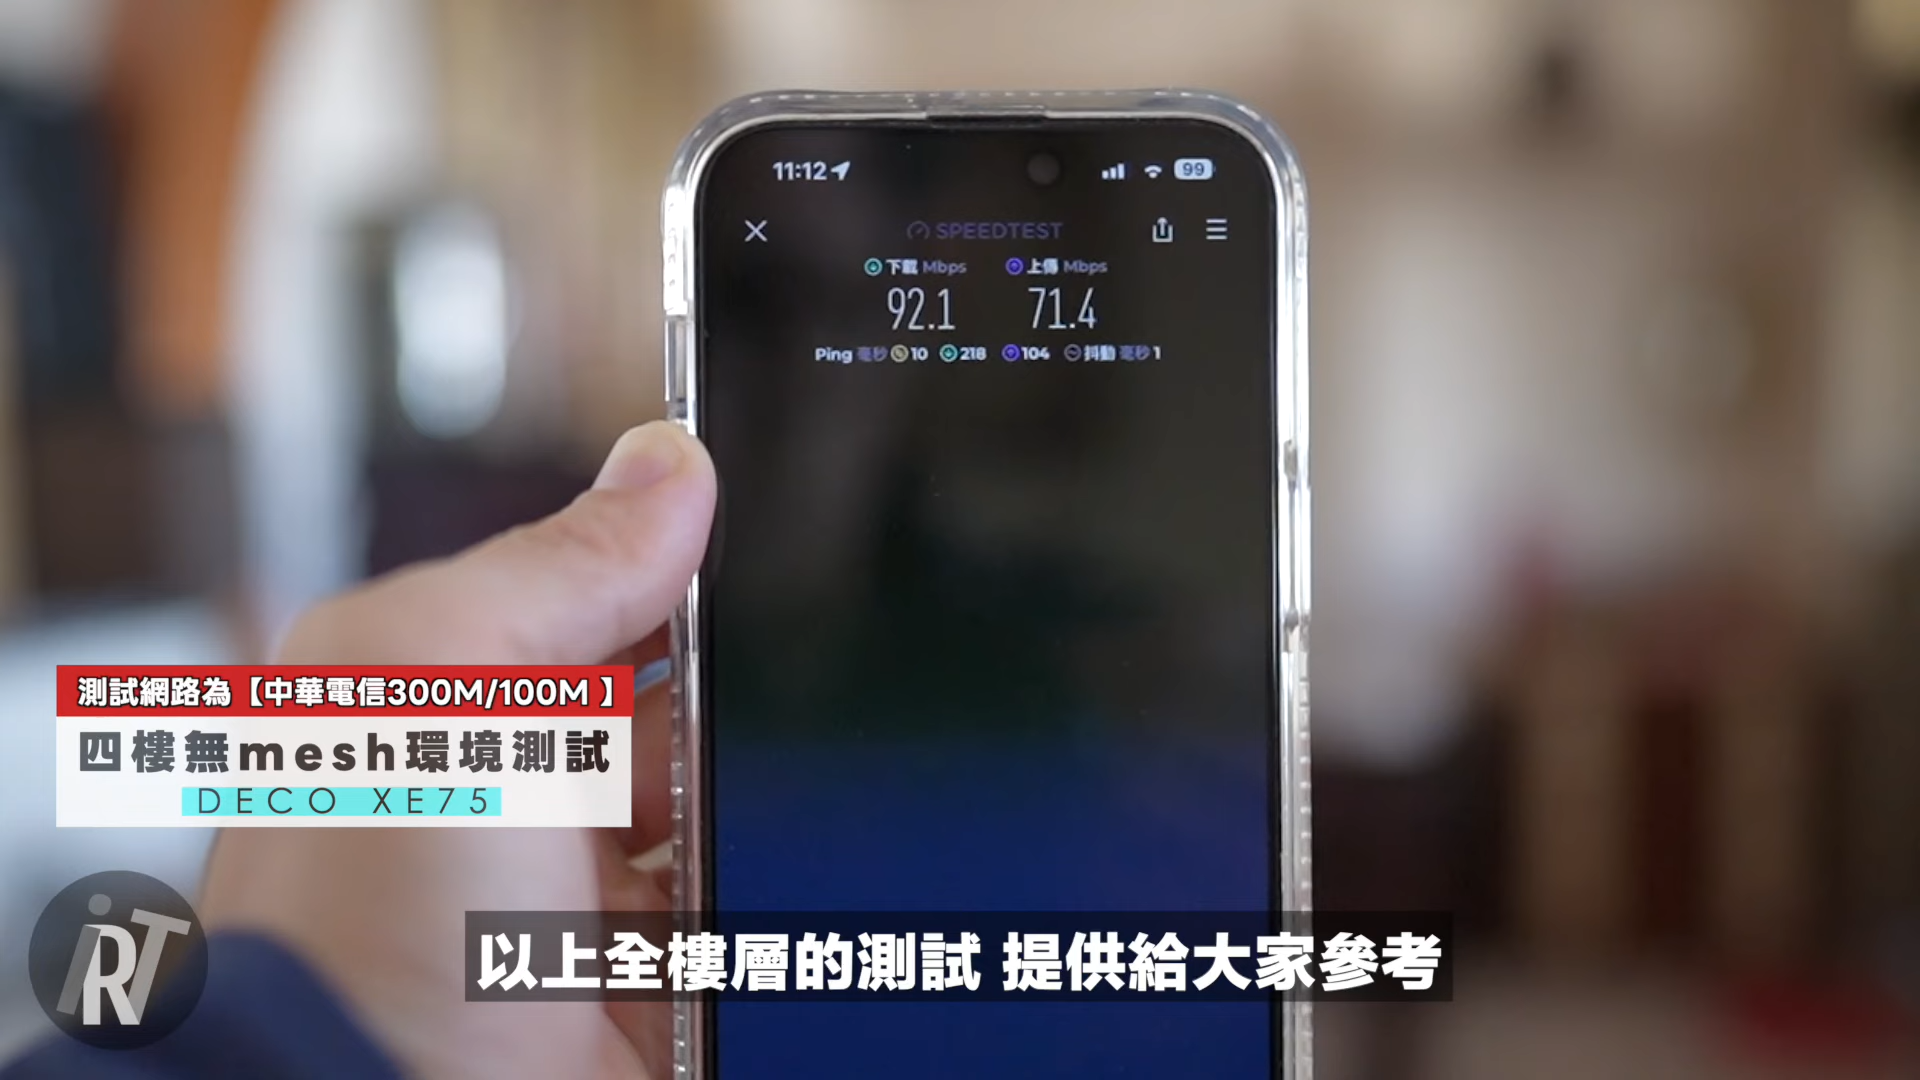 11:12
99
SPEEDTEST
下載 Mbps 上傳 Mbps
92.1 71.4
Ping 毫秒 10 218 104 抖動 毫秒 1
測試網路為【中華電信300M/100M 】
四樓無mesh環境測試
DECO XE75
iRT
以上全樓層的測試 提供給大家參考